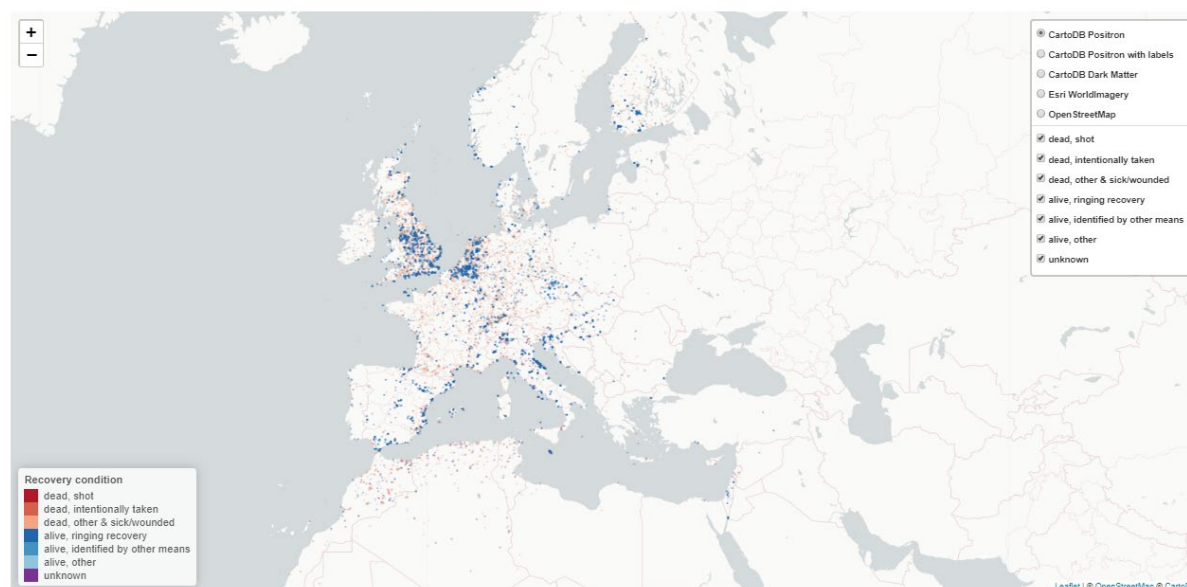 +
−
CartoDB Positron
CartoDB Positron with labels
CartoDB Dark Matter
Esri WorldImagery
OpenStreetMap
dead, shot
dead, intentionally taken
dead, other & sick/wounded
alive, ringing recovery
alive, identified by other means
alive, other
unknown
Recovery condition
dead, shot
dead, intentionally taken
dead, other & sick/wounded
alive, ringing recovery
alive, identified by other means
alive, other
unknown
Leaflet | © OpenStreetMap © CartoD